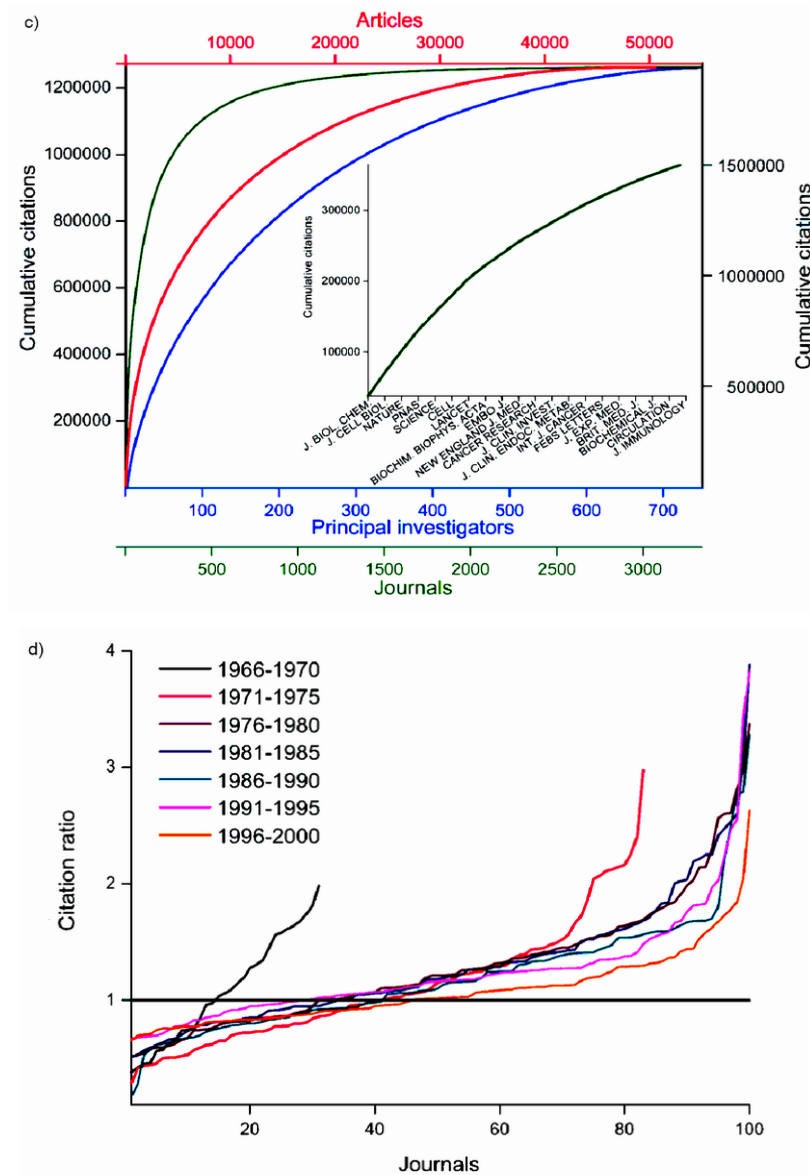 c)
Articles
10000 20000 30000 40000 50000
1200000
1000000
800000
600000
400000
200000
Cumulative citations
1500000
1000000
500000
Cumulative citations
300000
200000
100000
Cumulative citations
J. BIOL. CHEM
J. CELL BIOL.
NATURE
PNAS
SCIENCE
CELL
LANCET
BIOCHIM. BIOPHYS. ACTA
EMBO J
NEW ENGLAND J. MED.
CANCER RESEARCH
J. CLIN. INVEST.
J. CLIN. ENDOC. METAB.
INT. J. CANCER
FEBS LETTERS
J. EXP. MED.
BRIT. MED. J.
BIOCHEMICAL J.
CIRCULATION
J. IMMUNOLOGY
100 200 300 400 500 600 700
Principal investigators
500 1000 1500 2000 2500 3000
Journals
d)
4
3
2
1
Citation ratio
1966-1970
1971-1975
1976-1980
1981-1985
1986-1990
1991-1995
1996-2000
20 40 60 80 100
Journals